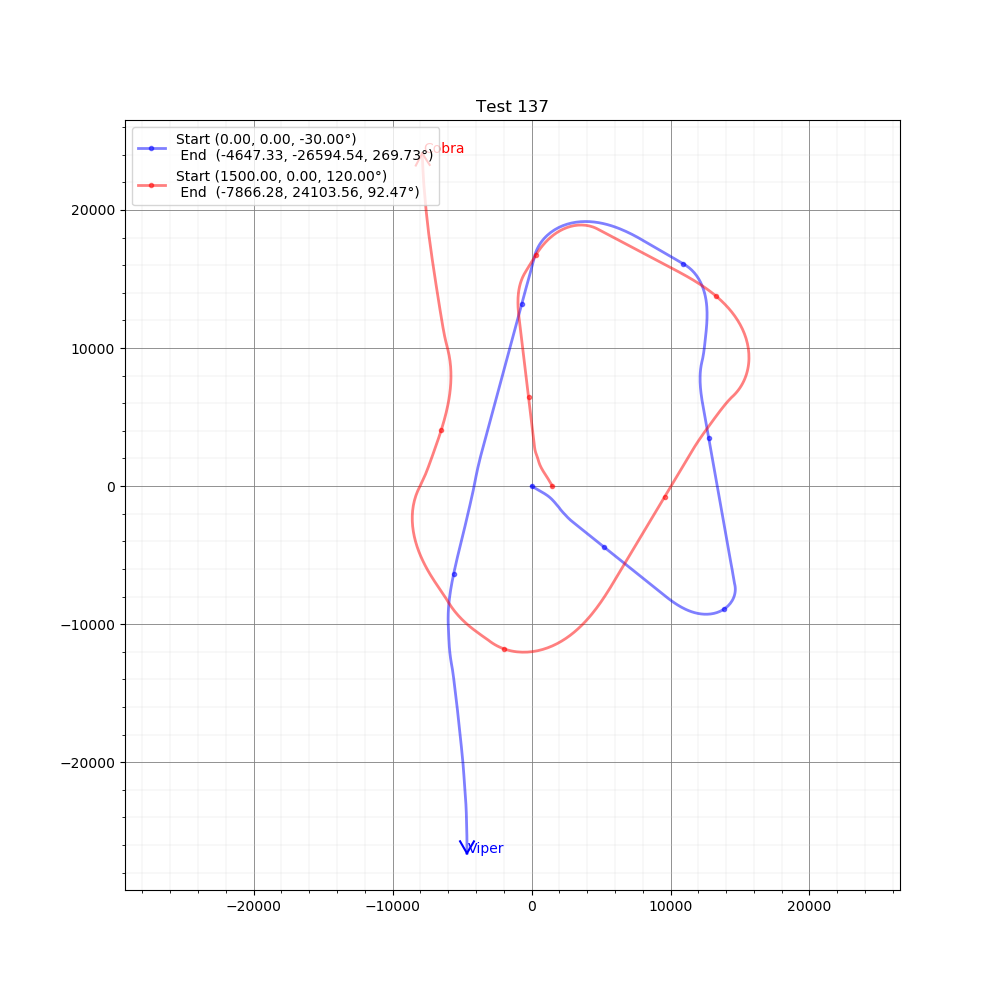 Test 137
Start (0.00, 0.00, -30.00°)
End (-4647.33, -26594.54, 269.73°)
Start (1500.00, 0.00, 120.00°)
End (-7866.28, 24103.56, 92.47°)
Cobra
20000
10000
0
−10000
−20000
Viper
−20000 −10000 0 10000 20000